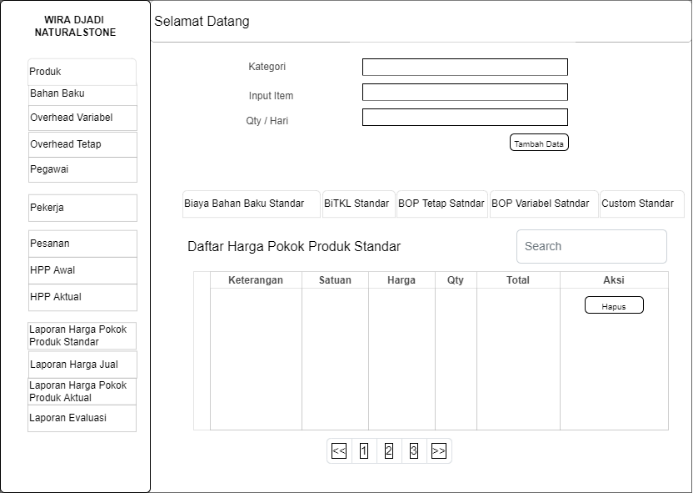 WIRA DJADI
NATURALSTONE
Selamat Datang
Produk
Bahan Baku
Overhead Variabel
Overhead Tetap
Pegawai
Pekerja
Pesanan
HPP Awal
HPP Aktual
Laporan Harga Pokok
Produk Standar
Laporan Harga Jual
Laporan Harga Pokok
Produk Aktual
Laporan Evaluasi
Kategori
Input Item
Qty / Hari
Tambah Data
Biaya Bahan Baku Standar BiTKL Standar BOP Tetap Satndar BOP Variabel Satndar Custom Standar
Daftar Harga Pokok Produk Standar
Search
Keterangan Satuan Harga Qty Total Aksi
Hapus
<< 1 2 3 >>